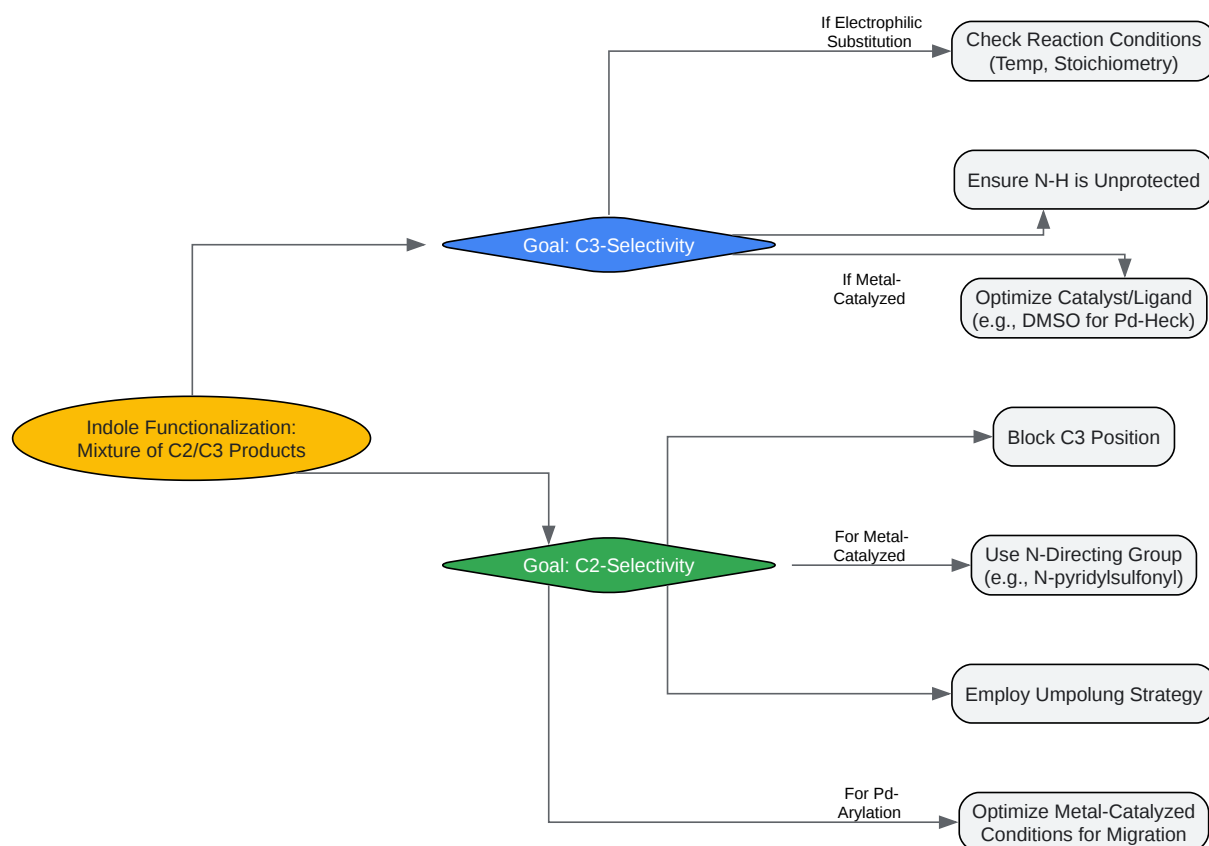 If Electrophilic
Substitution
Check Reaction Conditions
(Temp, Stoichiometry)
Ensure N-H is Unprotected
Goal: C3-Selectivity
If Metal-
Catalyzed
Optimize Catalyst/Ligand
(e.g., DMSO for Pd-Heck)
Indole Functionalization:
Mixture of C2/C3 Products
Block C3 Position
Goal: C2-Selectivity
For Metal-
Catalyzed
Use N-Directing Group
(e.g., N-pyridylsulfonyl)
Employ Umpolung Strategy
For Pd-
Arylation
Optimize Metal-Catalyzed
Conditions for Migration